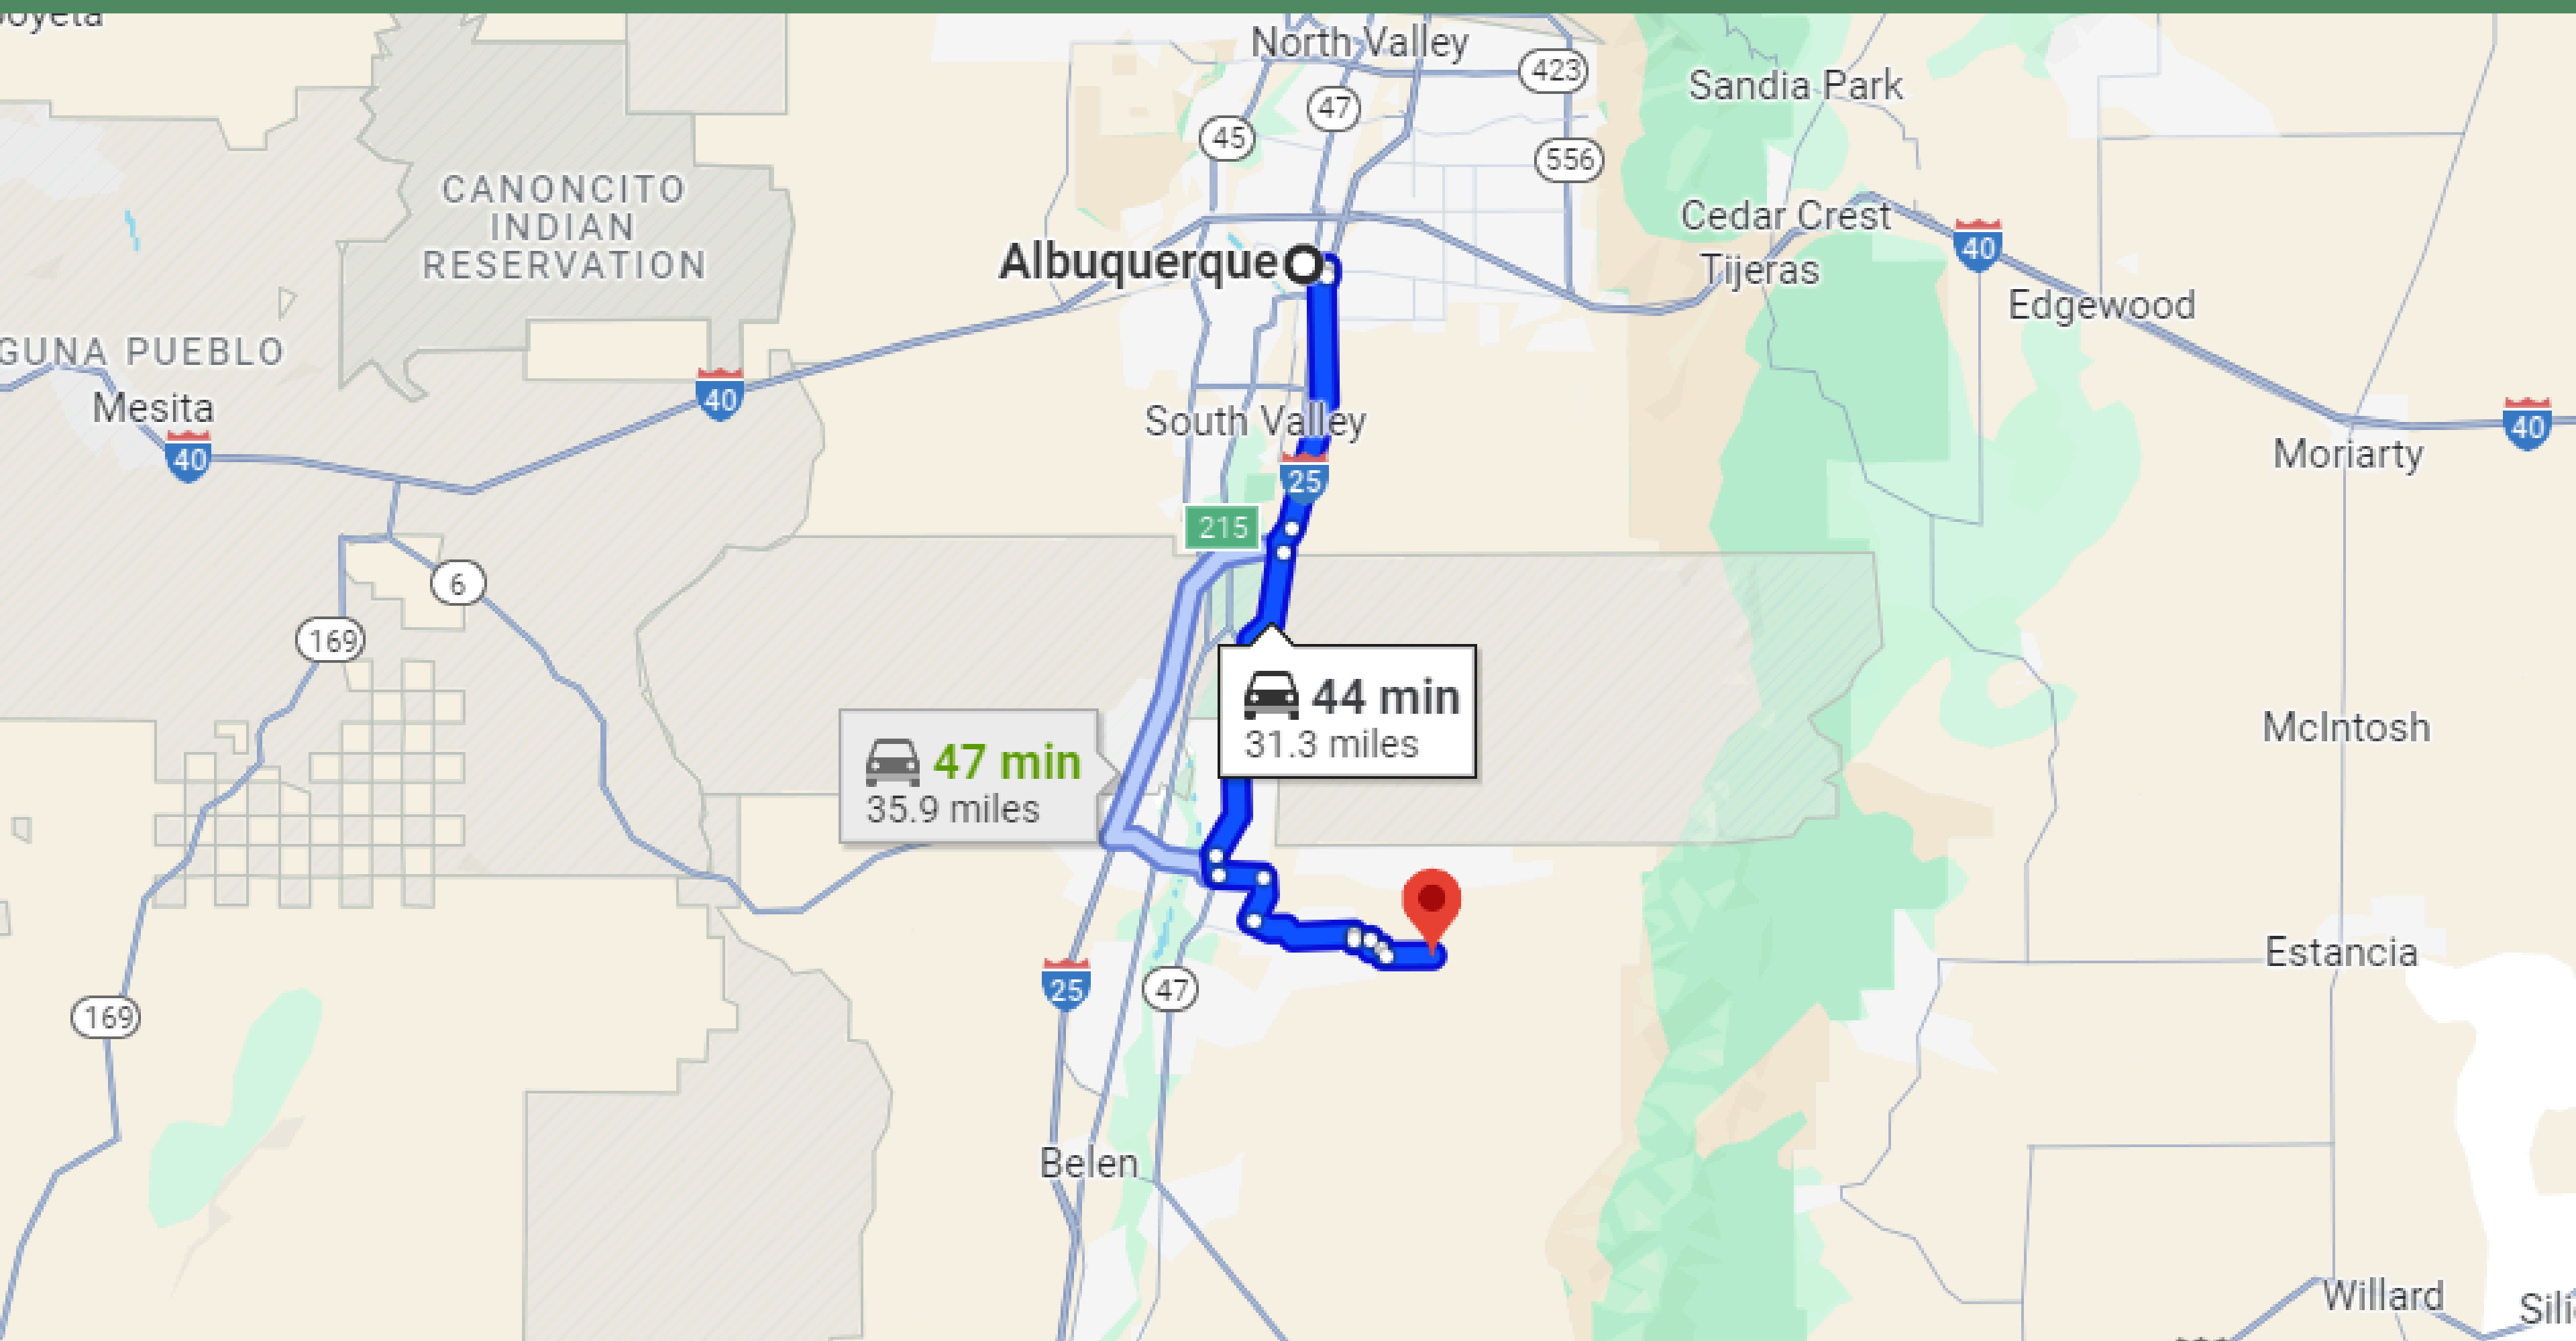 North Valley
423
Sandia Park
47
45
556
CANONCITO
INDIAN
RESERVATION
Cedar Crest
40
Albuquerque
Tijeras
Edgewood
GUNA PUEBLO
40
Mesita
40
South Valley
40
Moriarty
25
215
6
169
44 min
31.3 miles
McIntosh
47 min
35.9 miles
Estancia
25
47
169
Belen
Willard